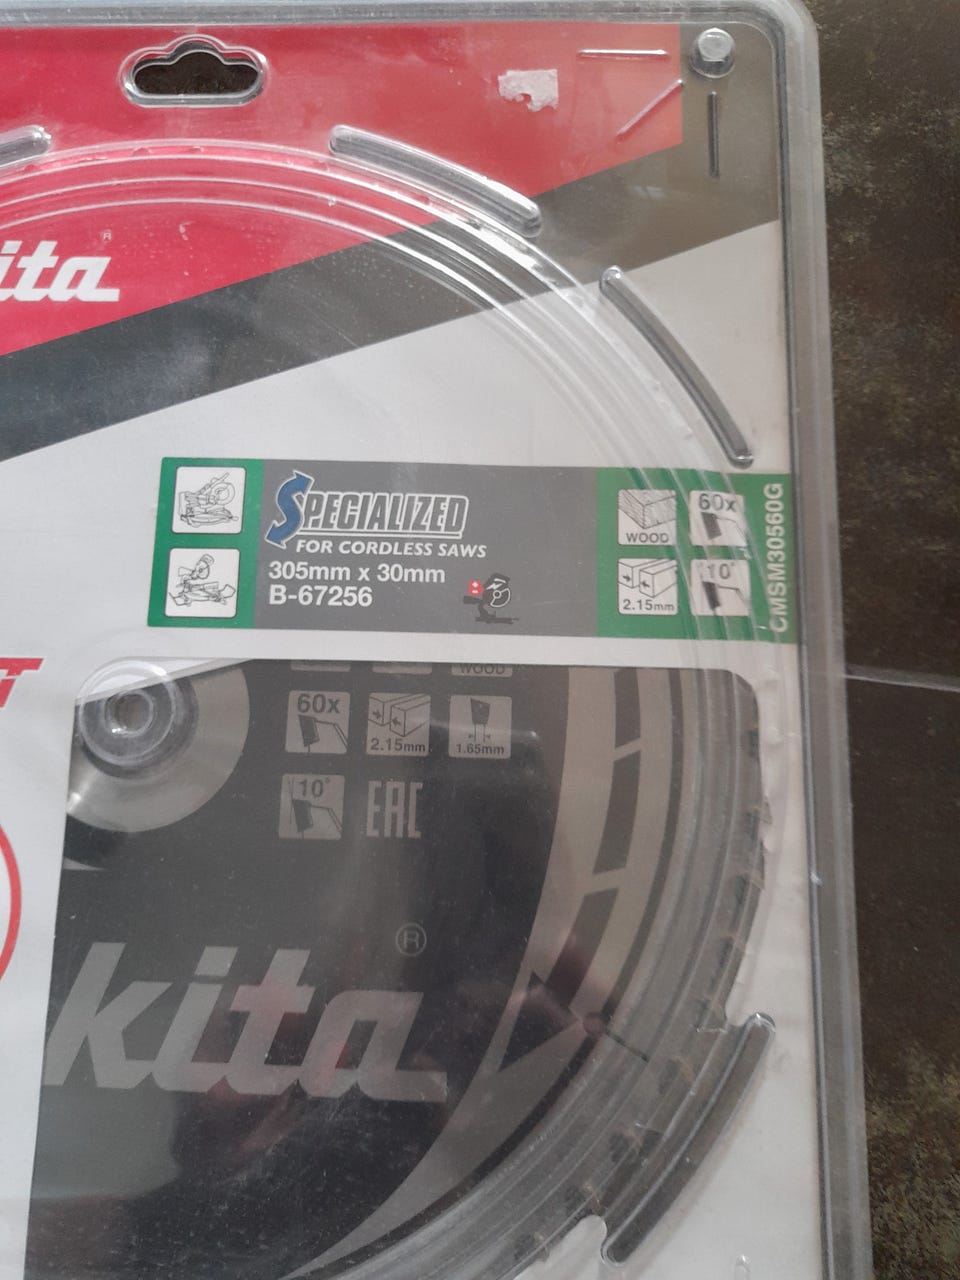 ita®
SPECIALIZED
FOR CORDLESS SAWS
305mm x 30mm
B-67256
WOOD
60x
2.15mm
10°
CMSM30560G
WOOD
60x
2.15mm
1.65mm
10°
EAC
kita®